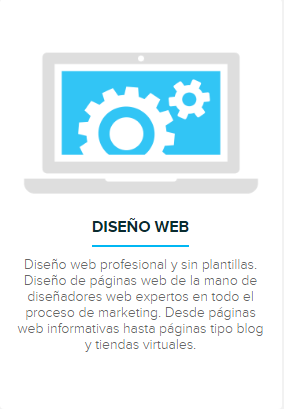 DISEÑO WEB
Diseño web profesional y sin plantillas.
Diseño de páginas web de la mano de
diseñadores web expertos en todo el
proceso de marketing. Desde páginas
web informativas hasta páginas tipo blog
y tiendas virtuales.